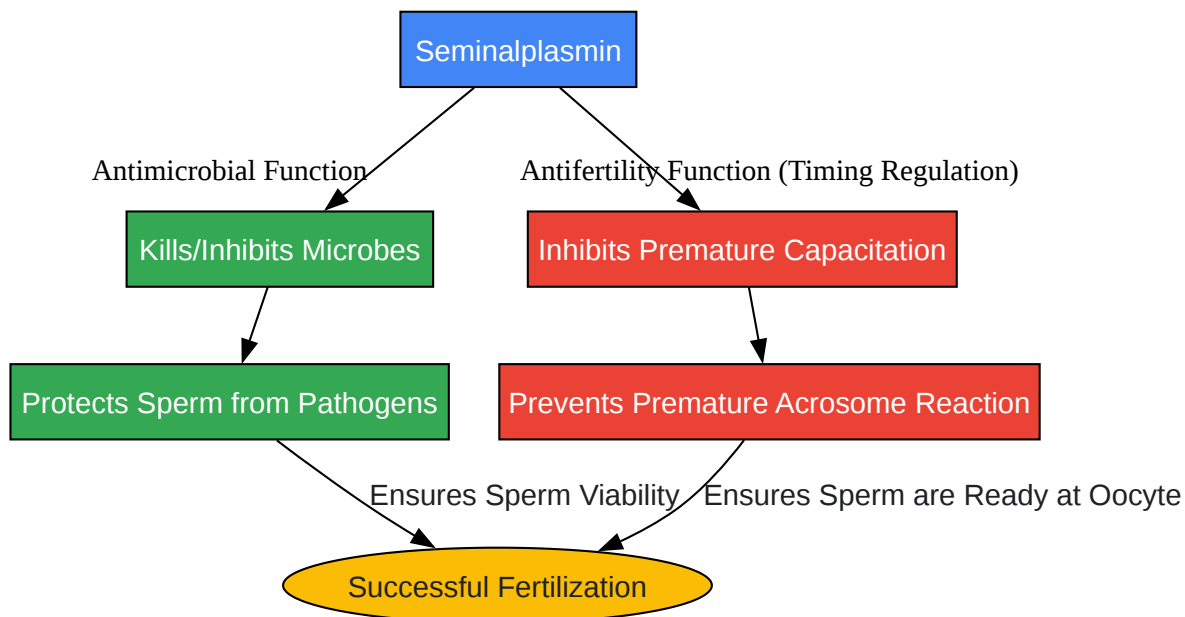 Seminalplasmin
Antimicrobial Function
Antifertility Function (Timing Regulation)
Kills/Inhibits Microbes
Inhibits Premature Capacitation
Protects Sperm from Pathogens
Prevents Premature Acrosome Reaction
Ensures Sperm Viability
Ensures Sperm are Ready at Oocyte
Successful Fertilization